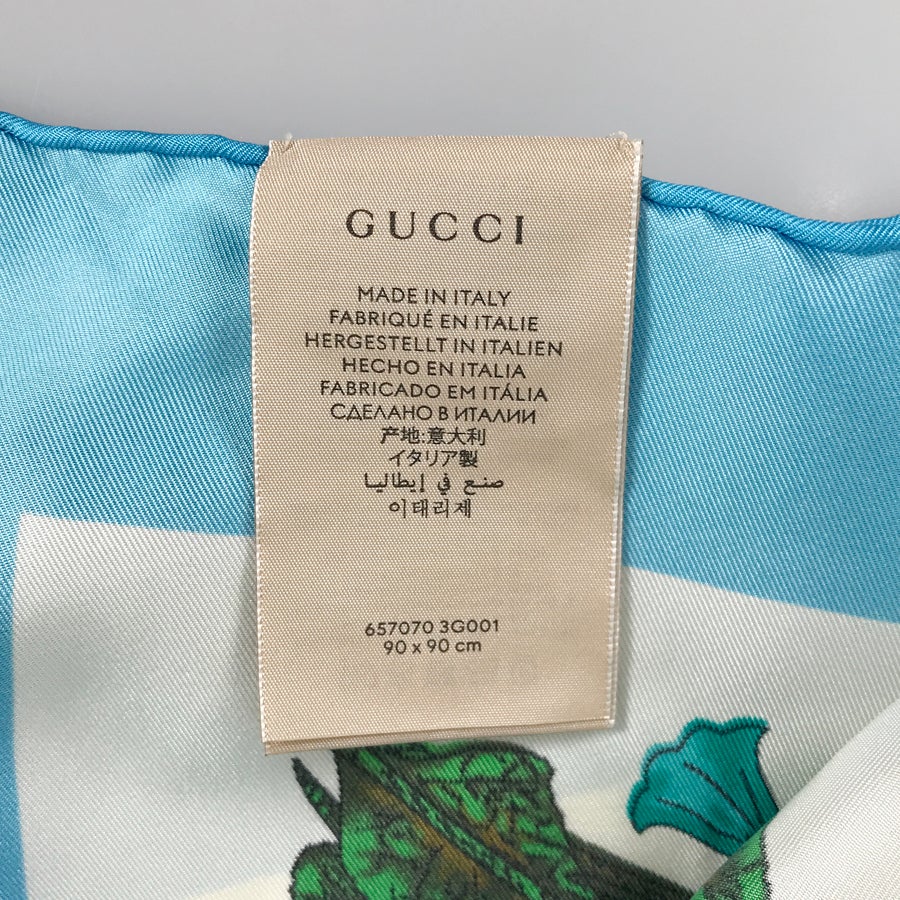 GUCCI
MADE IN ITALY
FABRIQUÉ EN ITALIE
HERGESTELLT IN ITALIEN
HECHO EN ITALIA
FABRICADO EM ITÁLIA
СДЕЛАНО В ИТАЛИИ
产地:意大利
イタリア製
صنع في إيطاليا
이태리제
657070 3G001
90 x 90 cm